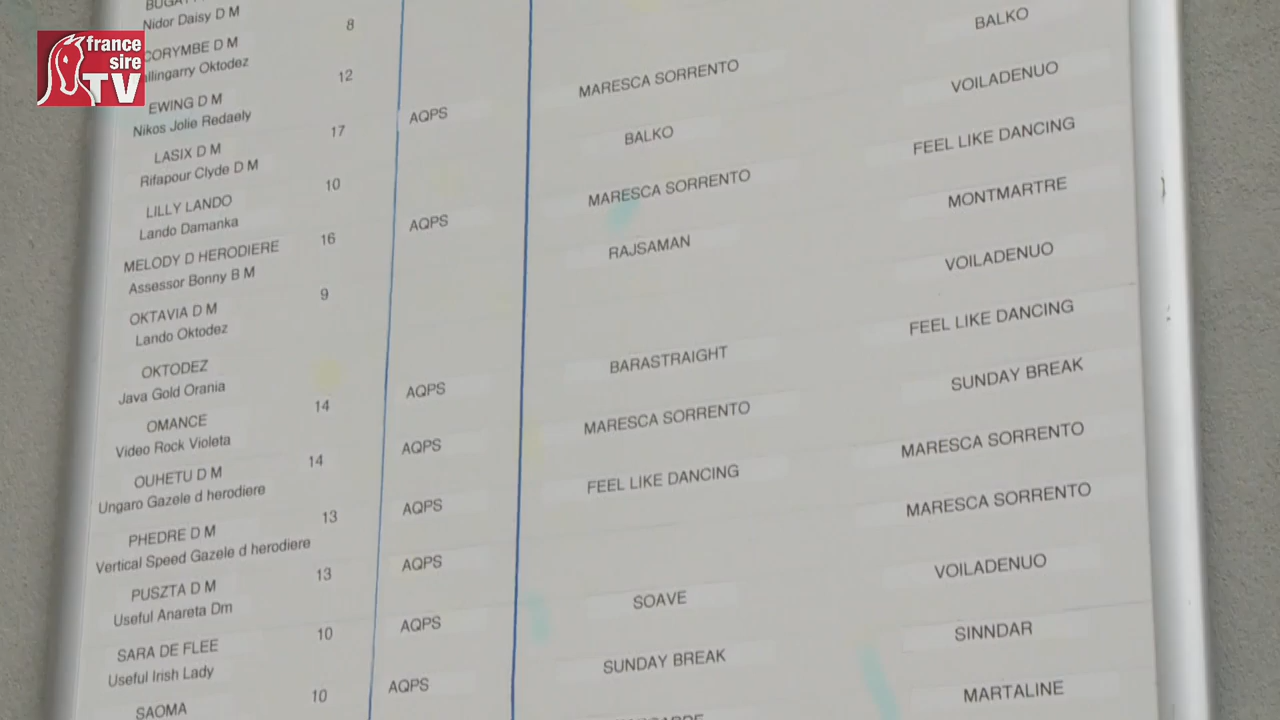 france
sire
TV
Nidor Daisy D M
8
BALKO
CORYMBE D M
Oktodez
12
MARESCA SORRENTO
VOILADENUO
EWING D M
Nikos Jolie Redaely
17
AQPS
BALKO
FEEL LIKE DANCING
LASIX D M
Rifapour Clyde D M
10
MARESCA SORRENTO
MONTMARTRE
LILLY LANDO
Lando Damanka
16
AQPS
RAJSAMAN
VOILADENUO
MELODY D HERODIERE
Assessor Bonny B M
9
FEEL LIKE DANCING
OKTAVIA D M
Lando Oktodez
BARASTRAIGHT
SUNDAY BREAK
OKTODEZ
Java Gold Orania
14
AQPS
MARESCA SORRENTO
MARESCA SORRENTO
OMANCE
Video Rock Violeta
14
AQPS
FEEL LIKE DANCING
MARESCA SORRENTO
OUHETU D M
Ungaro Gazele d herodiere
13
AQPS
VOILADENUO
PHEDRE D M
Vertical Speed Gazele d herodiere
13
AQPS
SOAVE
SINNDAR
PUSZTA D M
Useful Anareta Dm
10
AQPS
SUNDAY BREAK
MARTALINE
SARA DE FLEE
Useful Irish Lady
10
AQPS
SAOMA